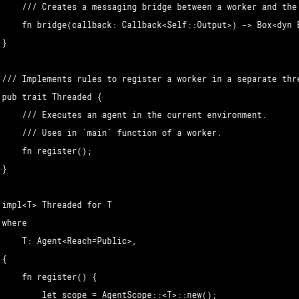 /// Creates a messaging bridge between a worker and the
fn bridge(callback: Callback<Self::Output>) -> Box<dyn
}
/// Implements rules to register a worker in a separate
pub trait Threaded {
/// Executes an agent in the current environment.
/// Uses in `main` function of a worker.
fn register();
}
impl<T> Threaded for T
where
T: Agent<Reach=Public>,
{
fn register() {
let scope = AgentScope::<T>::new();